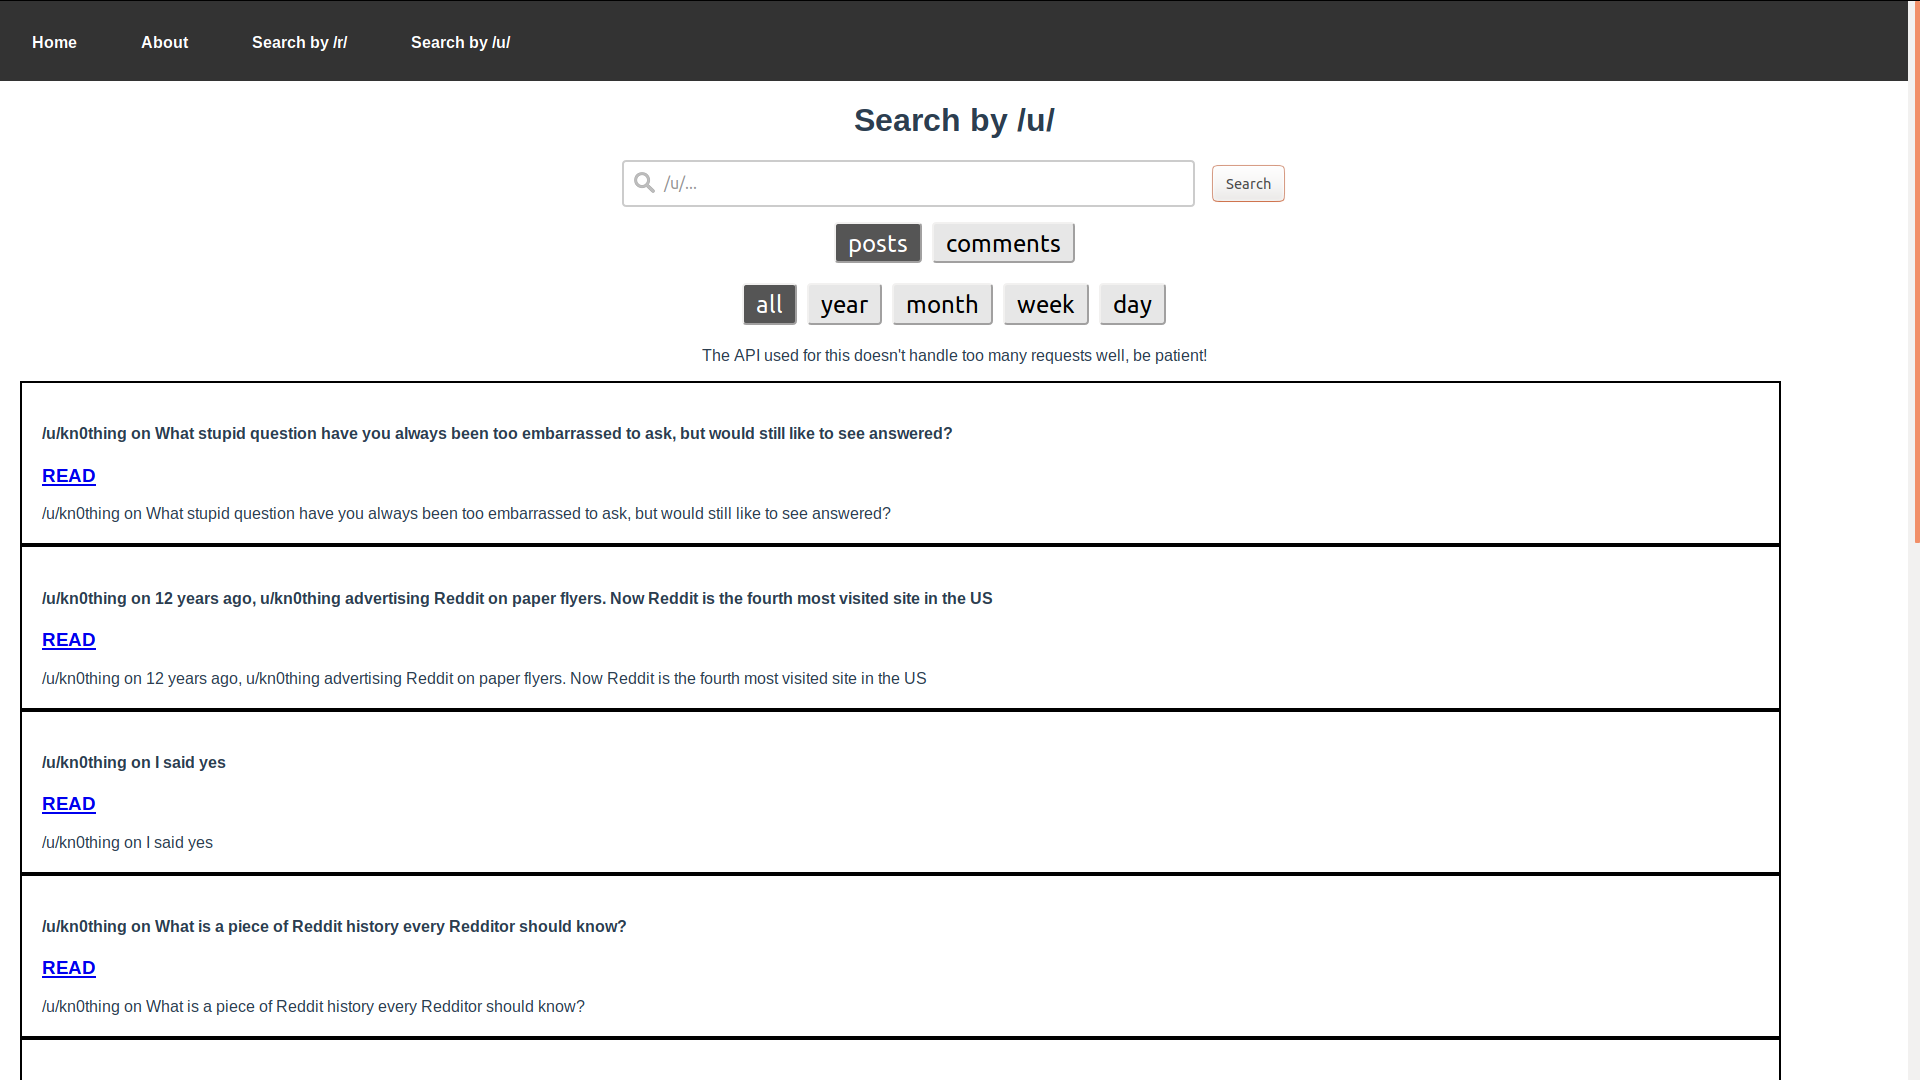 Home About Search by /r/ Search by /u/
Search by /u/
/u/... Search
posts comments
all year month week day
The API used for this doesn't handle too many requests well, be patient!
/u/kn0thing on What stupid question have you always been too embarrassed to ask, but would still like to see answered?
READ
/u/kn0thing on What stupid question have you always been too embarrassed to ask, but would still like to see answered?
/u/kn0thing on 12 years ago, u/kn0thing advertising Reddit on paper flyers. Now Reddit is the fourth most visited site in the US
READ
/u/kn0thing on 12 years ago, u/kn0thing advertising Reddit on paper flyers. Now Reddit is the fourth most visited site in the US
/u/kn0thing on I said yes
READ
/u/kn0thing on I said yes
/u/kn0thing on What is a piece of Reddit history every Redditor should know?
READ
/u/kn0thing on What is a piece of Reddit history every Redditor should know?